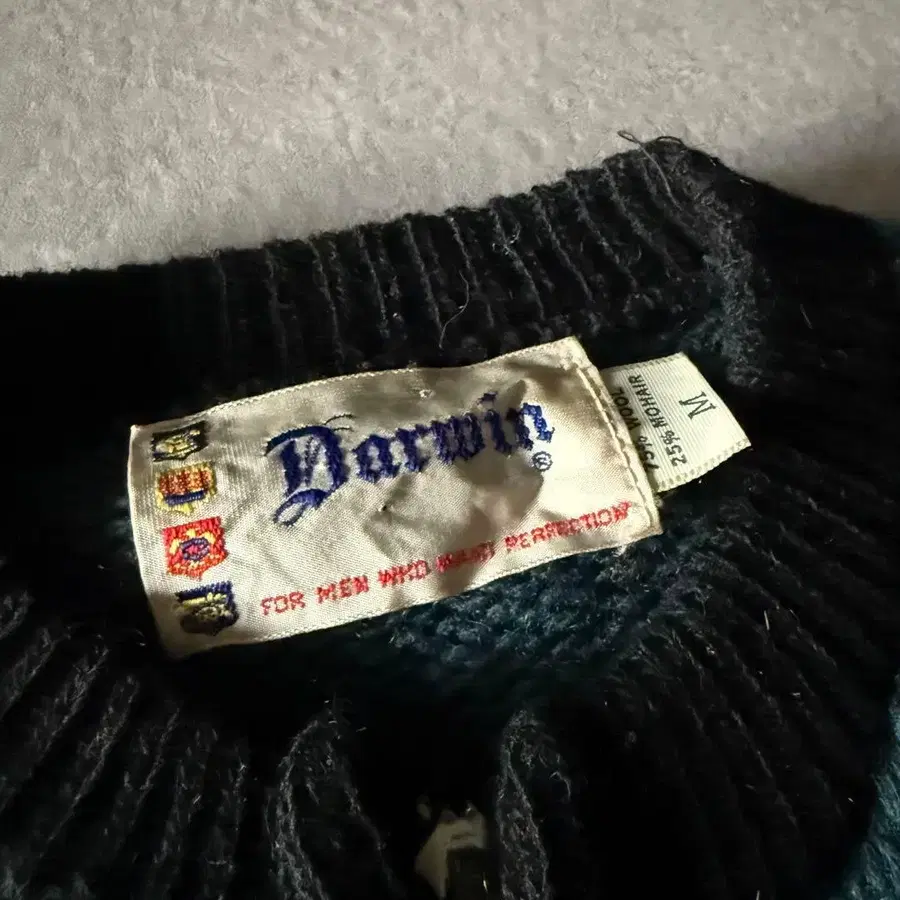 Darwin®
FOR MEN WHO WANT PERFECTION
75% WOOL
25% MOHAIR
M